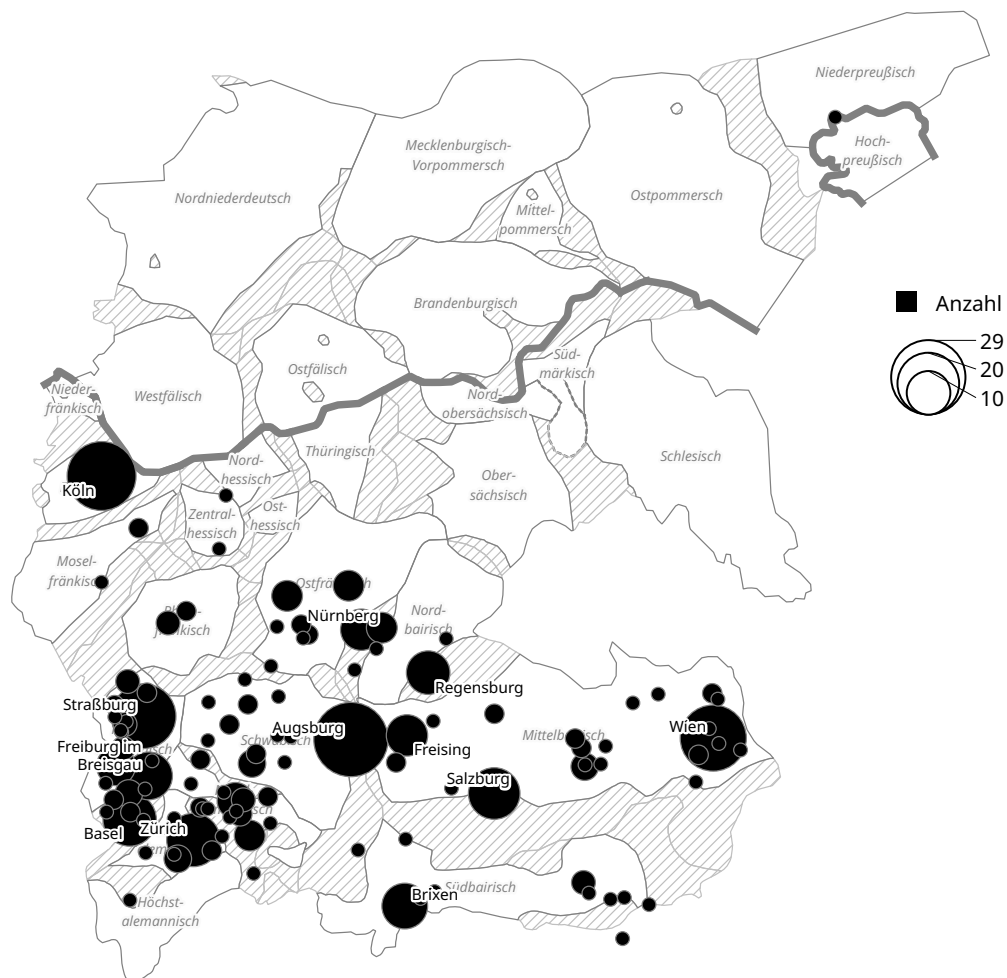 Niederpreußisch
Hoch-
preußisch
Mecklenburgisch-
Vorpommersch
Nordniederdeutsch
Ostpommersch
Mittel-
pommersch
Brandenburgisch
Anzahl
29
20
10
Süd-
märkisch
Ostfälisch
Nieder-
fränkisch
Westfälisch
Nord-
obersächsisch
Thüringisch
Nord-
hessisch
Schlesisch
Ober-
sächsisch
Köln
Zentral-
hessisch
Ost-
hessisch
Mosel-
fränkisch
Nürnberg
Nord-
bairisch
Regensburg
Straßburg
Augsburg
Wien
Freiburg im
Breisgau
Freising
Salzburg
Basel
Zürich
Brixen
Südbairisch
Höchst-
alemannisch